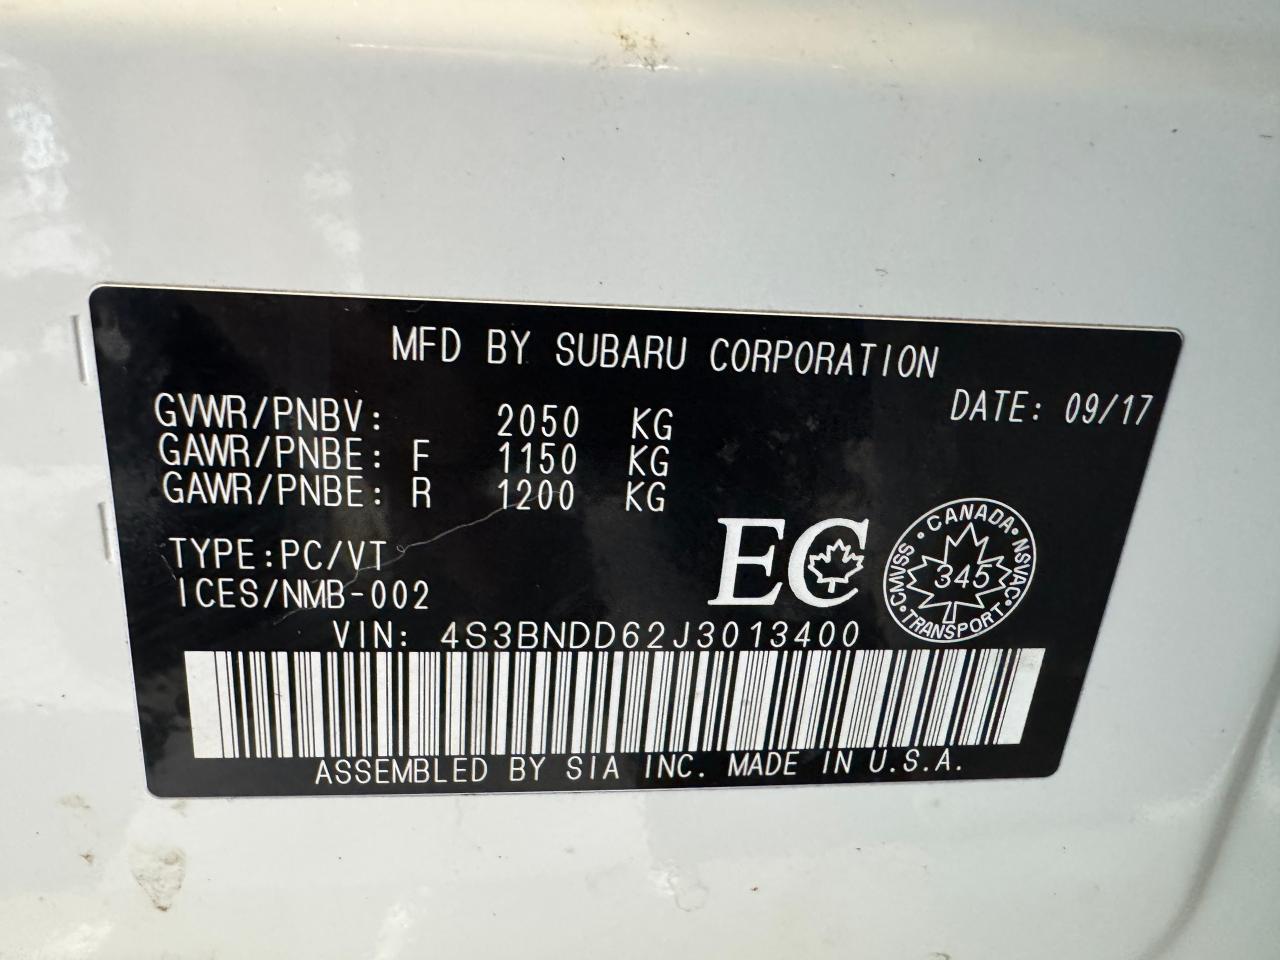 MFD BY SUBARU CORPORATION
DATE: 09/17
GVWR/PNBV: 2050 KG
GAWR/PNBE: F 1150 KG
GAWR/PNBE: R 1200 KG
TYPE:PC/VT
ICES/NMB-002
EC
CANADA · NSVAC · TRANSPORT · CMVSS ·
345
VIN: 4S3BNDD62J3013400
ASSEMBLED BY SIA INC. MADE IN U.S.A.